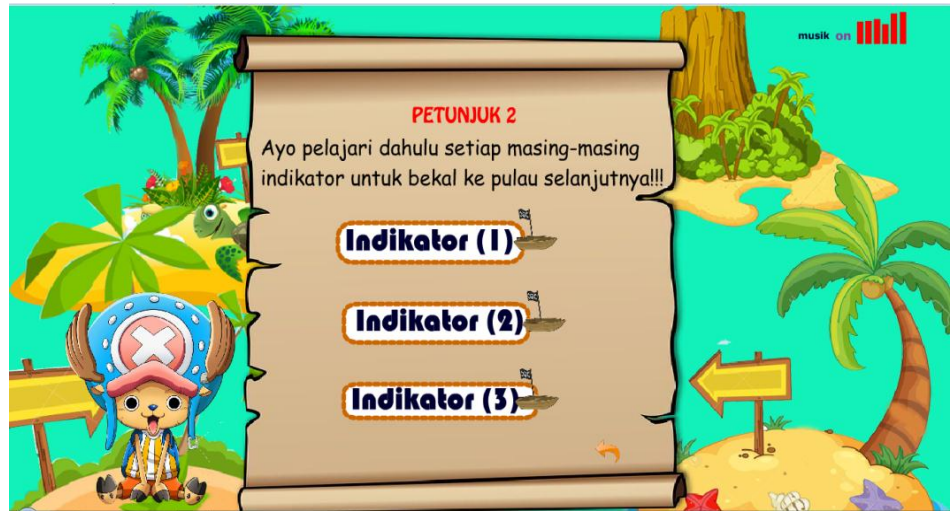 musik on
PETUNJUK 2
Ayo pelajari dahulu setiap masing-masing
indikator untuk bekal ke pulau selanjutnya!!!
Indikator (1)
Indikator (2)
Indikator (3)